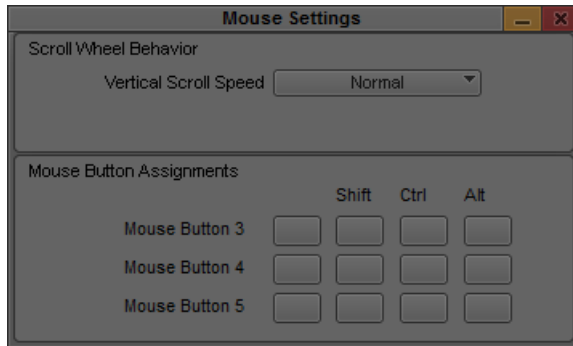 Mouse Settings
Scroll Wheel Behavior
Vertical Scroll Speed Normal
Mouse Button Assignments
Shift Ctrl Alt
Mouse Button 3
Mouse Button 4
Mouse Button 5